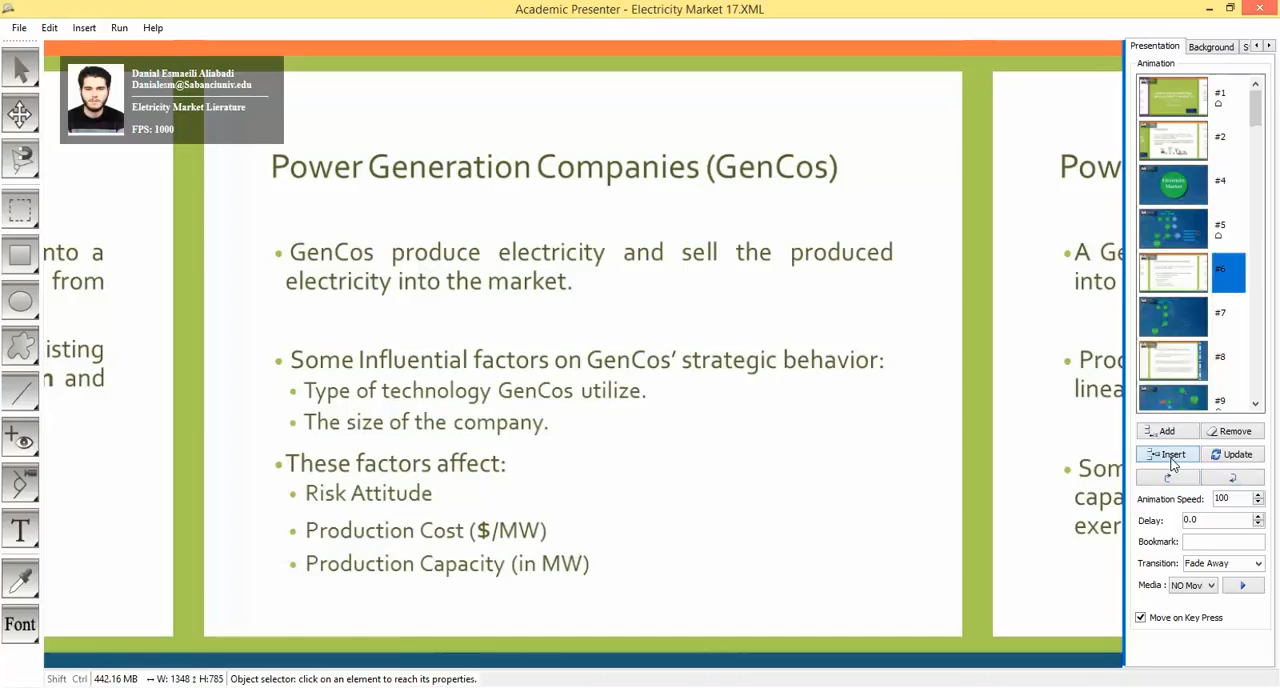 Academic Presenter - Electricity Market 17.XML
File Edit Insert Run Help
Danial Esmaeili Aliabadi
Danialesm@Sabanciuniv.edu
Eletricity Market Lierature
FPS: 1000
nto a
from
isting
n and
Power Generation Companies (GenCos)
• GenCos produce electricity and sell the produced
electricity into the market.
• Some Influential factors on GenCos’ strategic behavior:
• Type of technology GenCos utilize.
• The size of the company.
• These factors affect:
• Risk Attitude
• Production Cost ($/MW)
• Production Capacity (in MW)
Pow
• A Ge
into
• Prod
linea
• Som
capa
exer
Presentation Background S
Animation
#1
#2
Electricity
Market
#4
#5
#6
#7
#8
#9
Add Remove
Insert Update
Animation Speed: 100
Delay: 0.0
Bookmark:
Transition: Fade Away
Media : NO Mov
Move on Key Press
Font
Shift Ctrl 442.16 MB W: 1348 H:785 Object selector: click on an element to reach its properties.